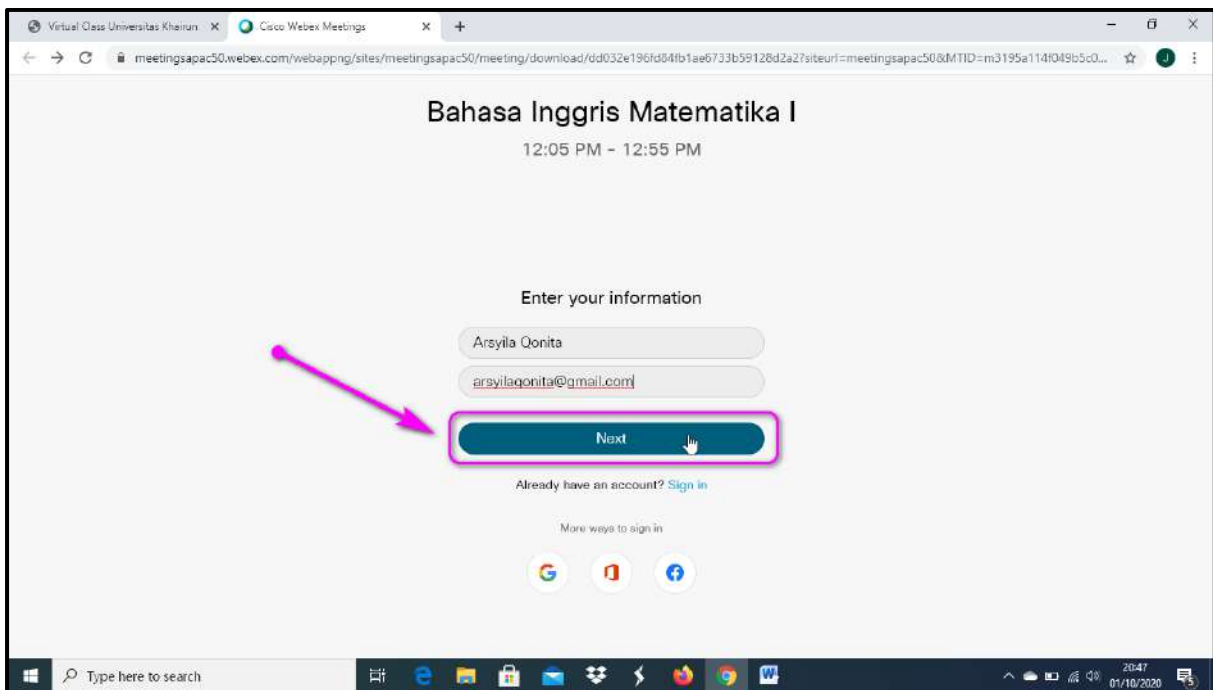 Virtual Class Universitas Khairun
Cisco Webex Meetings
meetingsapac50.webex.com/webappng/sites/meetingsapac50/meeting/download/dd032e196fd84fb1ae6733b59128d2a2?siteurl=meetingsapac50&MTID=m3195a114f049b5c0...
J
Bahasa Inggris Matematika I
12:05 PM - 12:55 PM
Enter your information
Arsyila Qonita
arsyilaqonita@gmail.com
Next
Already have an account? Sign in
More ways to sign in
Type here to search
20:47
01/10/2020